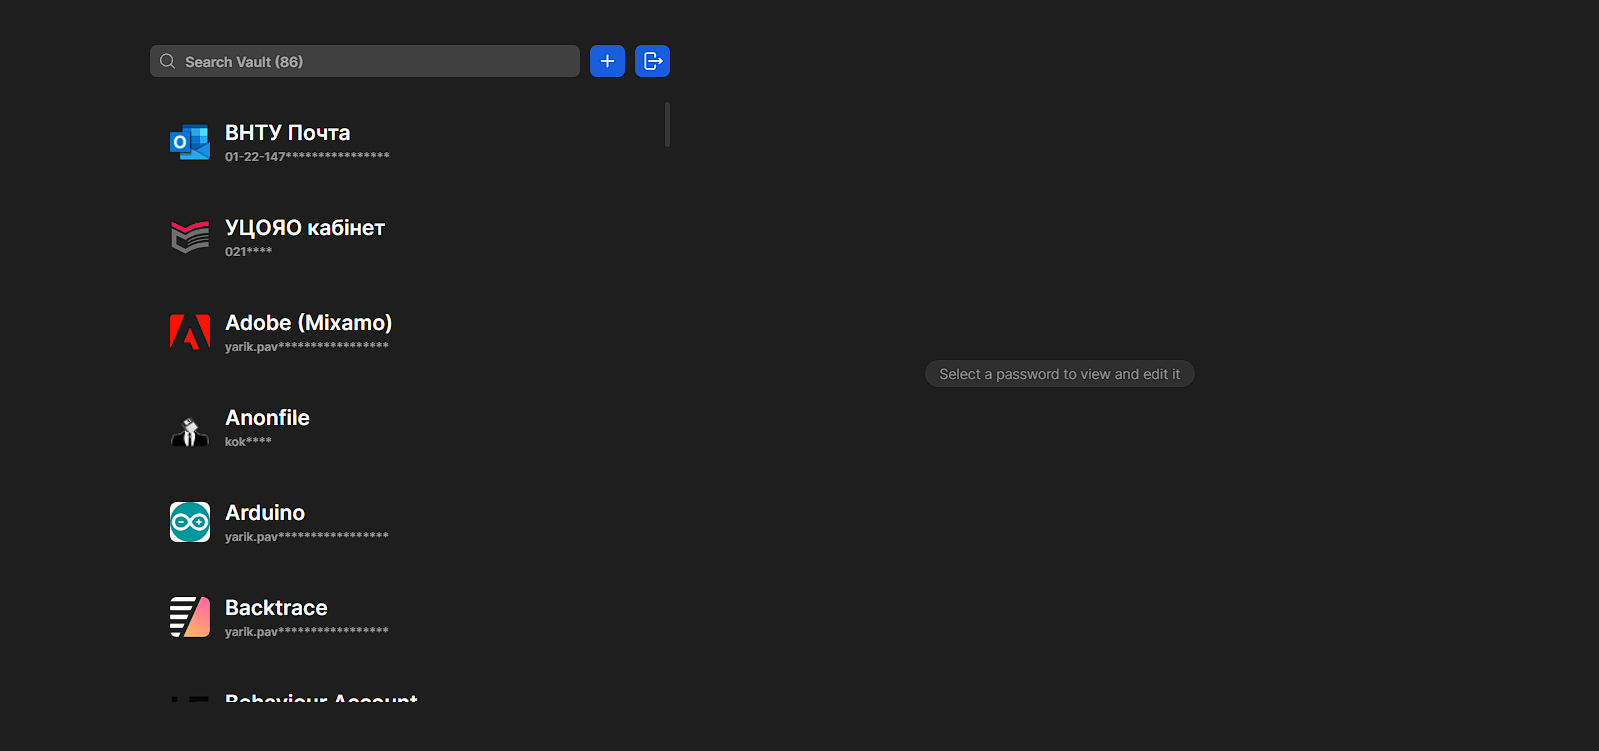 Search Vault (86)
ВНТУ Почта
01-22-147****************
УЦОЯО кабінет
021****
Adobe (Mixamo)
yarik.pav*****************
Anonfile
kok****
Arduino
yarik.pav*****************
Backtrace
yarik.pav*****************
Behaviour Account
Select a password to view and edit it